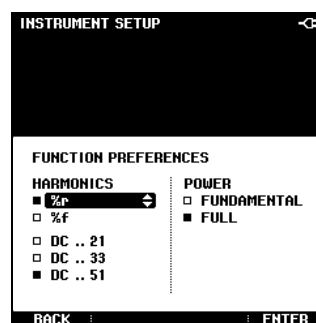 INSTRUMENT SETUP
FUNCTION PREFERENCES
HARMONICS
%r
%f
DC .. 21
DC .. 33
DC .. 51
POWER
FUNDAMENTAL
FULL
BACK
ENTER